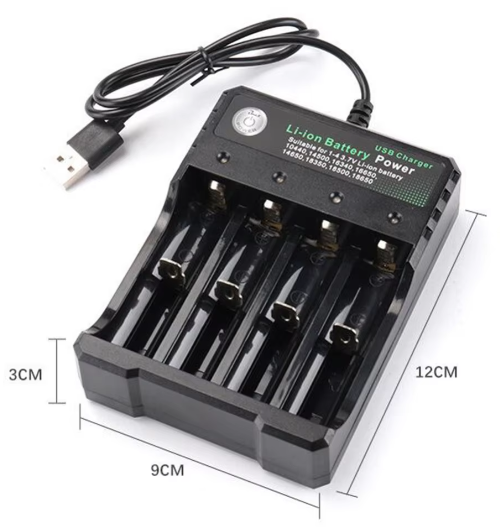 USB Charger
Li-ion Battery Power
Suitable for 1-4 3.7V Li-ion battery
10440,14500,16340,16650,
14650,18350,18500,18650
3CM
12CM
9CM